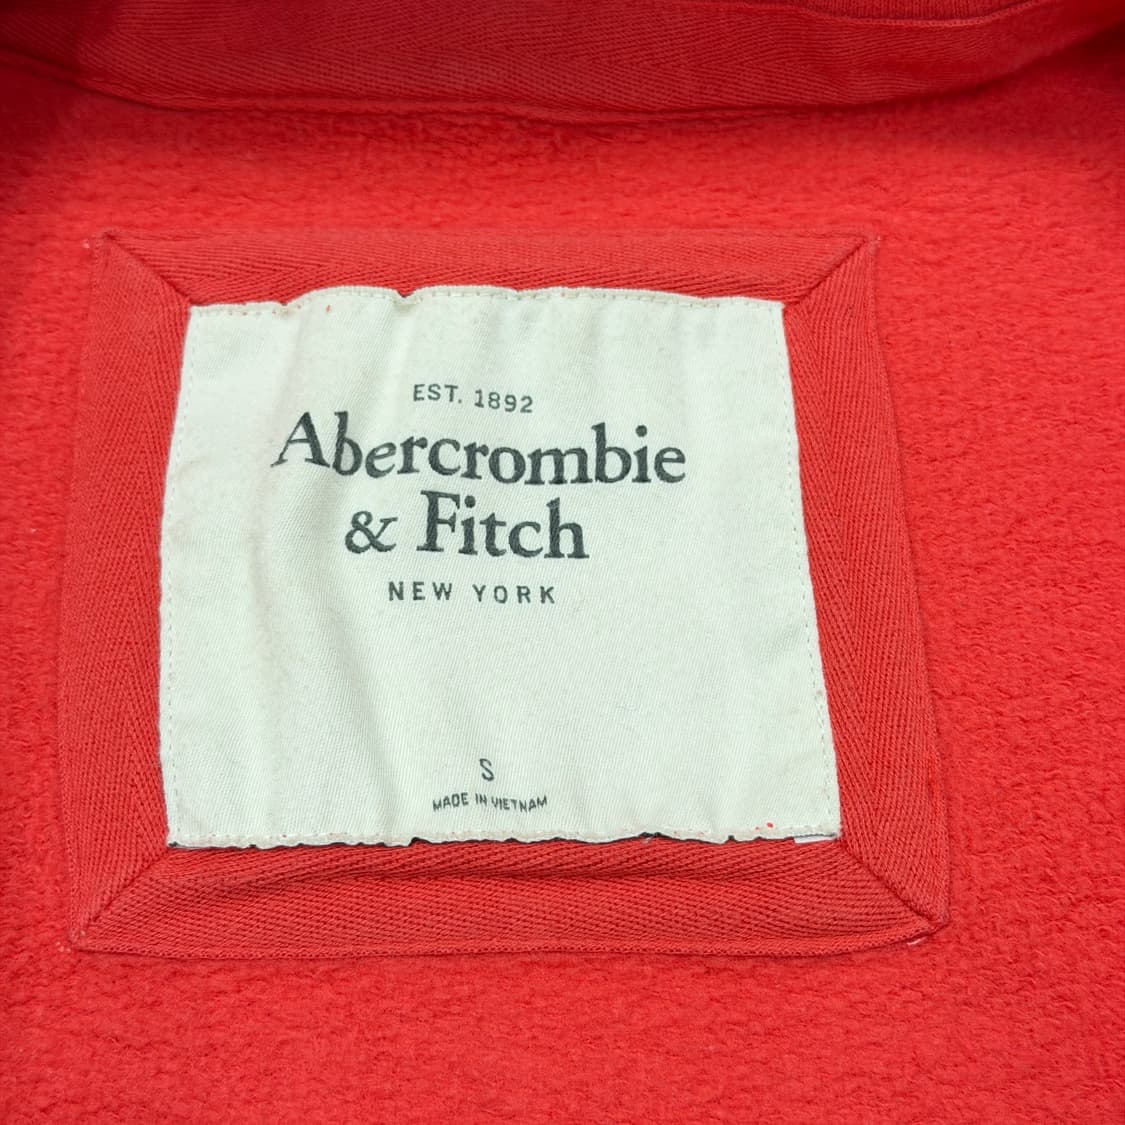 EST. 1892
Abercrombie
& Fitch
NEW YORK
S
MADE IN VIETNAM